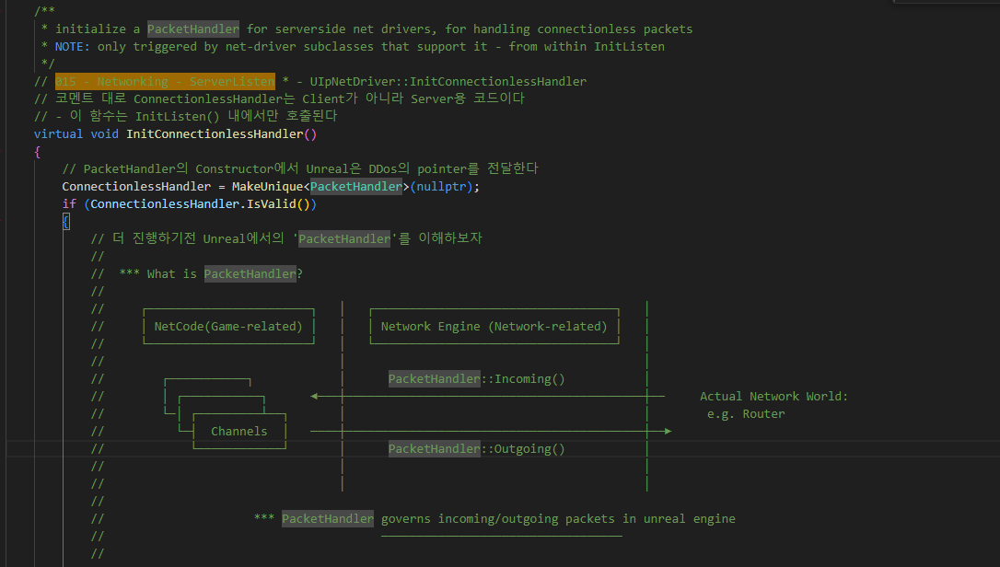 /**
* initialize a PacketHandler for serverside net drivers, for handling connectionless packets
* NOTE: only triggered by net-driver subclasses that support it - from within InitListen
*/
// 015 - Networking - ServerListen * - UIpNetDriver::InitConnectionlessHandler
// 코멘트 대로 ConnectionlessHandler는 Client가 아니라 Server용 코드이다
// - 이 함수는 InitListen() 내에서만 호출된다
virtual void InitConnectionlessHandler()
{
// PacketHandler의 Constructor에서 Unreal은 DDos의 pointer를 전달한다
ConnectionlessHandler = MakeUnique<PacketHandler>(nullptr);
if (ConnectionlessHandler.IsValid())
{
// 더 진행하기전 Unreal에서의 'PacketHandler'를 이해하보자
//
// *** What is PacketHandler?
//
//
// NetCode(Game-related) Network Engine (Network-related)
//
//
// PacketHandler::Incoming()
// Actual Network World:
// e.g. Router
// Channels
// PacketHandler::Outgoing()
//
//
//
// *** PacketHandler governs incoming/outgoing packets in unreal engine
//
//